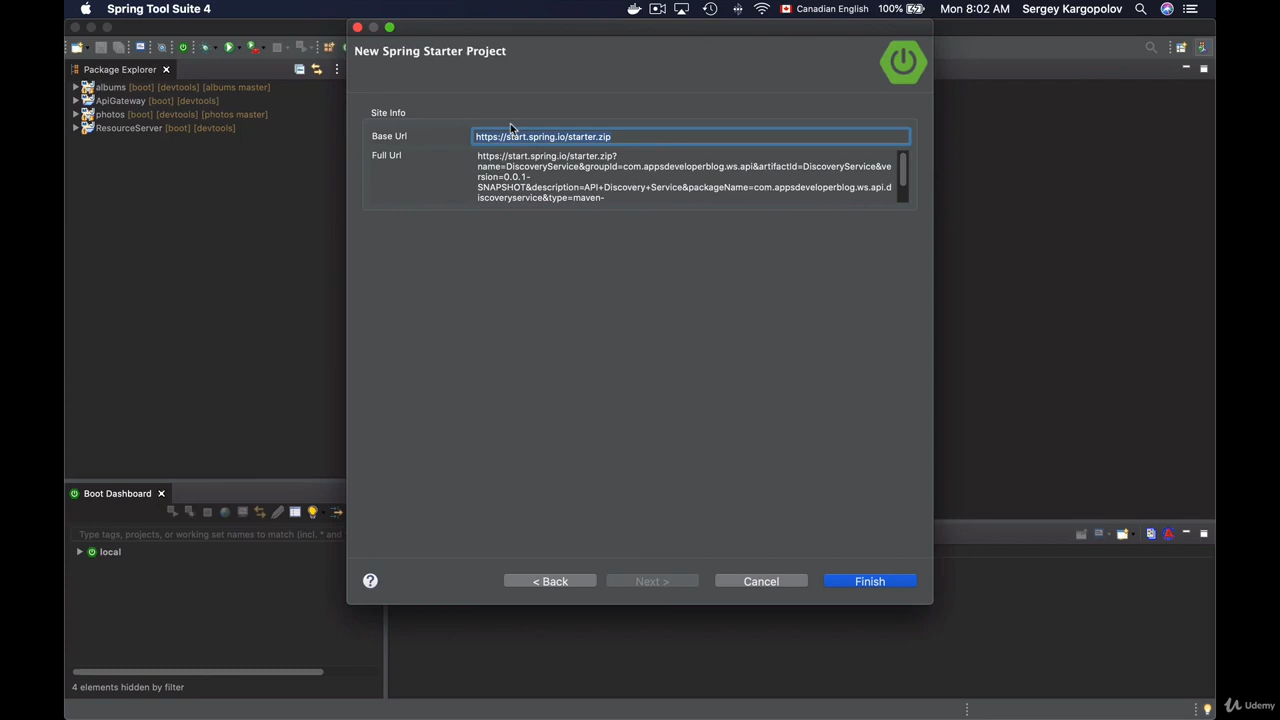 Spring Tool Suite 4
Canadian English
100%
Mon 8:02 AM
Sergey Kargopolov
New Spring Starter Project
Package Explorer
albums [boot] [devtools] [albums master]
ApiGateway [boot] [devtools]
photos [boot] [devtools] [photos master]
ResourceServer [boot] [devtools]
Site Info
Base Url
https://start.spring.io/starter.zip
Full Url
https://start.spring.io/starter.zip?
name=DiscoveryService&groupId=com.appsdeveloperblog.ws.api&artifactId=DiscoveryService&ve
rsion=0.0.1-
SNAPSHOT&description=API+Discovery+Service&packageName=com.appsdeveloperblog.ws.api.d
iscoveryservice&type=maven-
Boot Dashboard
Type tags, projects, or working set names to match (incl. * and
local
? < Back Next > Cancel Finish
4 elements hidden by filter
Udemy